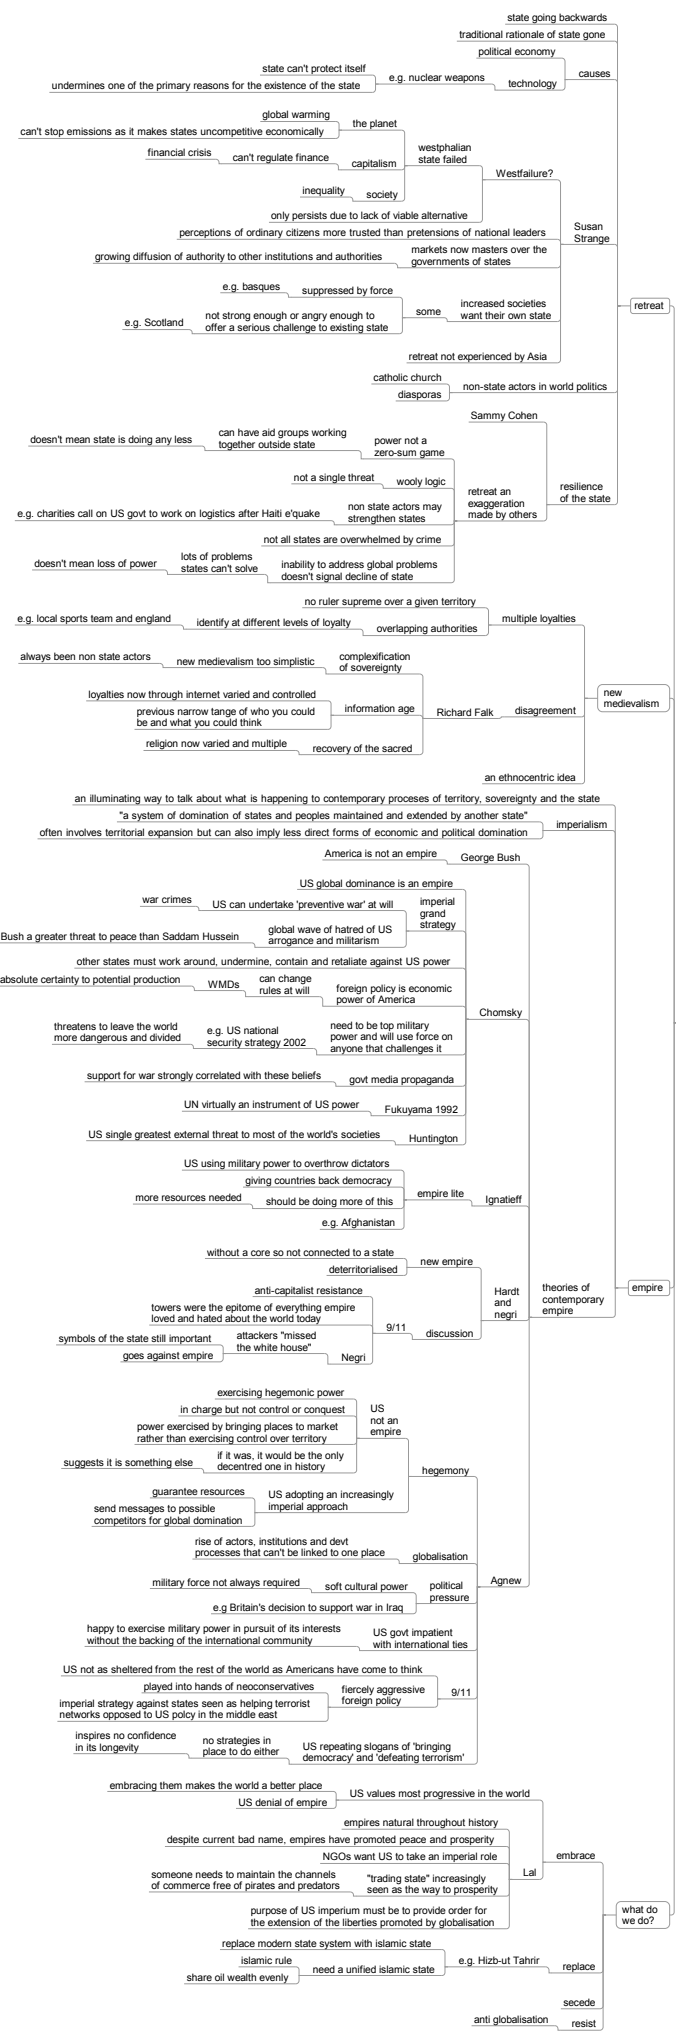 state going backwards
traditional rationale of state gone
political economy
state can't protect itself
causes
undermines one of the primary reasons for the existence of the state
e.g. nuclear weapons
technology
global warming
the planet
can't stop emissions as it makes states uncompetitive economically
westphalian
state failed
financial crisis
can't regulate finance
capitalism
Westfailure?
inequality
society
only persists due to lack of viable alternative
Susan
Strange
perceptions of ordinary citizens more trusted than pretensions of national leaders
growing diffusion of authority to other institutions and authorities
markets now masters over the
governments of states
e.g. basques
suppressed by force
some
increased societies
want their own state
retreat
e.g. Scotland
not strong enough or angry enough to
offer a serious challenge to existing state
retreat not experienced by Asia
catholic church
diasporas
non-state actors in world politics
Sammy Cohen
doesn't mean state is doing any less
can have aid groups working
together outside state
power not a
zero-sum game
not a single threat
wooly logic
retreat an
exaggeration
made by others
resilience
of the state
e.g. charities call on US govt to work on logistics after Haiti e'quake
non state actors may
strengthen states
not all states are overwhelmed by crime
doesn't mean loss of power
lots of problems
states can't solve
inability to address global problems
doesn't signal decline of state
no ruler supreme over a given territory
multiple loyalties
e.g. local sports team and england
identify at different levels of loyalty
overlapping authorities
always been non state actors
new medievalism too simplistic
complexification
of sovereignty
new
medievalism
loyalties now through internet varied and controlled
information age
previous narrow tange of who you could
be and what you could think
Richard Falk
disagreement
religion now varied and multiple
recovery of the sacred
an ethnocentric idea
an illuminating way to talk about what is happening to contemporary proceses of territory, sovereignty and the state
"a system of domination of states and peoples maintained and extended by another state"
imperialism
often involves territorial expansion but can also imply less direct forms of economic and political domination
America is not an empire
George Bush
US global dominance is an empire
war crimes
US can undertake 'preventive war' at will
imperial
grand
strategy
Bush a greater threat to peace than Saddam Hussein
global wave of hatred of US
arrogance and militarism
other states must work around, undermine, contain and retaliate against US power
absolute certainty to potential production
WMDs
can change
rules at will
foreign policy is economic
power of America
Chomsky
threatens to leave the world
more dangerous and divided
e.g. US national
security strategy 2002
need to be top military
power and will use force on
anyone that challenges it
support for war strongly correlated with these beliefs
govt media propaganda
UN virtually an instrument of US power
Fukuyama 1992
US single greatest external threat to most of the world's societies
Huntington
US using military power to overthrow dictators
giving countries back democracy
more resources needed
should be doing more of this
empire lite
Ignatieff
e.g. Afghanistan
without a core so not connected to a state
new empire
deterritorialised
Hardt
and
negri
theories of
contemporary
empire
empire
anti-capitalist resistance
towers were the epitome of everything empire
loved and hated about the world today
9/11
discussion
symbols of the state still important
attackers "missed
the white house"
goes against empire
Negri
exercising hegemonic power
in charge but not control or conquest
US
not an
empire
power exercised by bringing places to market
rather than exercising control over territory
suggests it is something else
if it was, it would be the only
decentred one in history
hegemony
guarantee resources
US adopting an increasingly
imperial approach
send messages to possible
competitors for global domination
rise of actors, institutions and devt
processes that can't be linked to one place
globalisation
Agnew
military force not always required
soft cultural power
political
pressure
e.g Britain's decision to support war in Iraq
happy to exercise military power in pursuit of its interests
without the backing of the international community
US govt impatient
with international ties
US not as sheltered from the rest of the world as Americans have come to think
played into hands of neoconservatives
fiercely aggressive
foreign policy
9/11
imperial strategy against states seen as helping terrorist
networks opposed to US polcy in the middle east
inspires no confidence
in its longevity
no strategies in
place to do either
US repeating slogans of 'bringing
democracy' and 'defeating terrorism'
embracing them makes the world a better place
US values most progressive in the world
US denial of empire
empires natural throughout history
despite current bad name, empires have promoted peace and prosperity
embrace
NGOs want US to take an imperial role
Lal
someone needs to maintain the channels
of commerce free of pirates and predators
"trading state" increasingly
seen as the way to prosperity
purpose of US imperium must be to provide order for
the extension of the liberties promoted by globalisation
what do
we do?
replace modern state system with islamic state
islamic rule
need a unified islamic state
e.g. Hizb-ut Tahrir
replace
share oil wealth evenly
secede
anti globalisation
resist